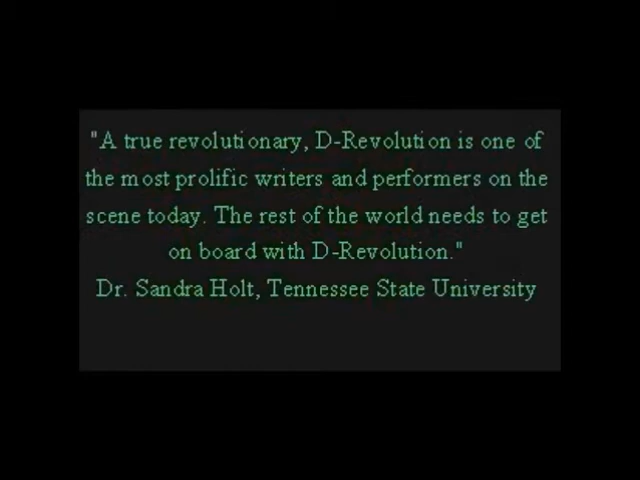 "A true revolutionary, D-Revolution is one of
the most prolific writers and performers on the
scene today. The rest of the world needs to get
on board with D-Revolution."
Dr. Sandra Holt, Tennessee State University